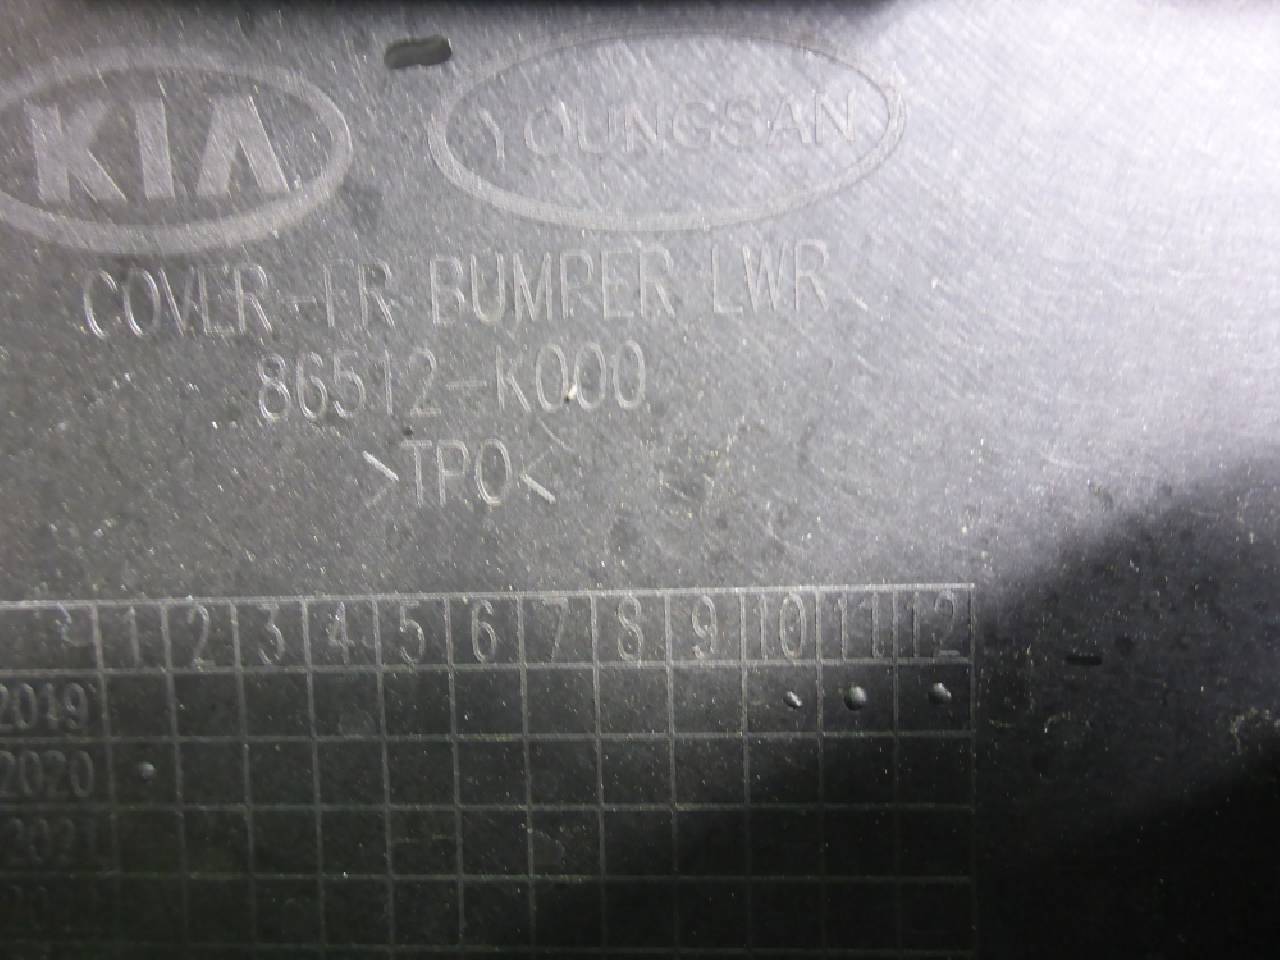 KIA YOUNGSAN
COVER-FR BUMPER LWR
86512-K000
>TPO<
1 2 3 4 5 6 7 8 9 10 11 12
2019
2020
2021